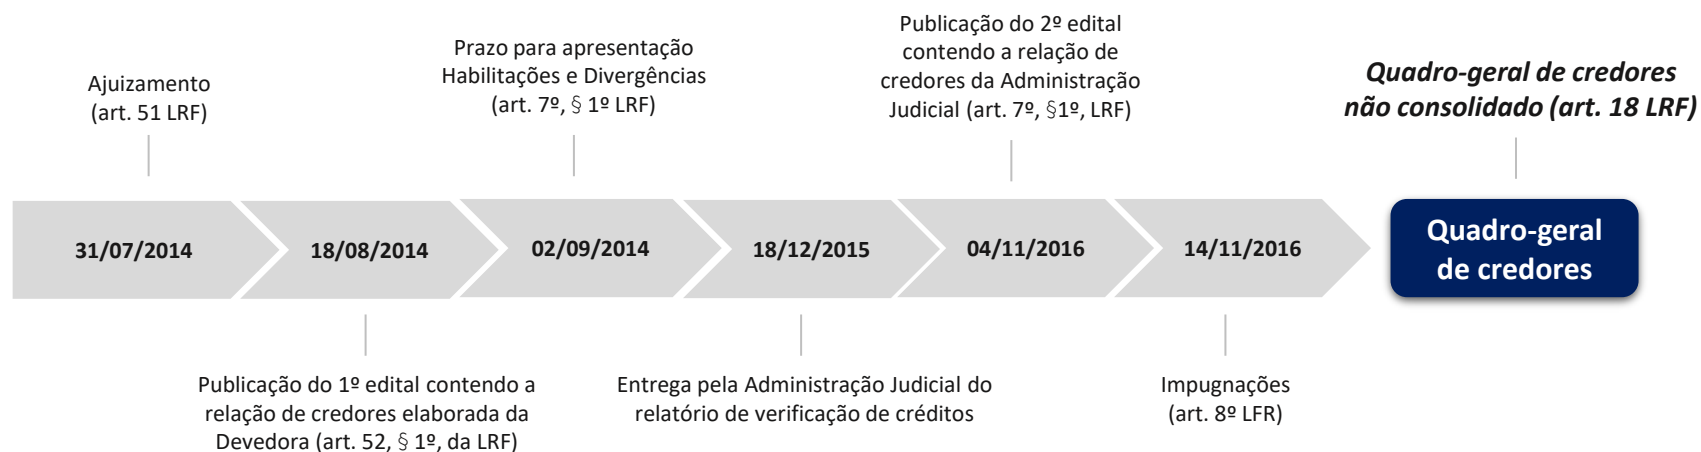 Ajuizamento
(art. 51 LRF)
Prazo para apresentação
Habilitações e Divergências
(art. 7º, § 1º LRF)
Publicação do 2º edital
contendo a relação de
credores da Administração
Judicial (art. 7º, §1º, LRF)
Quadro-geral de credores
não consolidado (art. 18 LRF)
31/07/2014
18/08/2014
02/09/2014
18/12/2015
04/11/2016
14/11/2016
Quadro-geral
de credores
Publicação do 1º edital contendo a
relação de credores elaborada da
Devedora (art. 52, § 1º, da LRF)
Entrega pela Administração Judicial do
relatório de verificação de créditos
Impugnações
(art. 8º LFR)